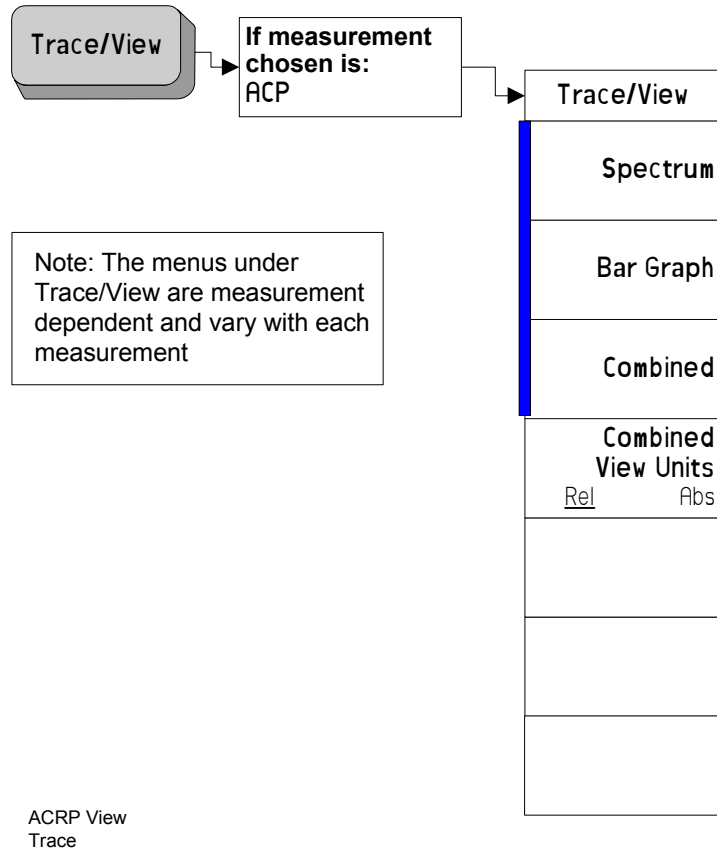 Trace/View
If measurement
chosen is:
ACP
Trace/View
Spectrum
Bar Graph
Combined
Combined
View Units
Rel Abs
Note: The menus under
Trace/View are measurement
dependent and vary with each
measurement
ACRP View
Trace